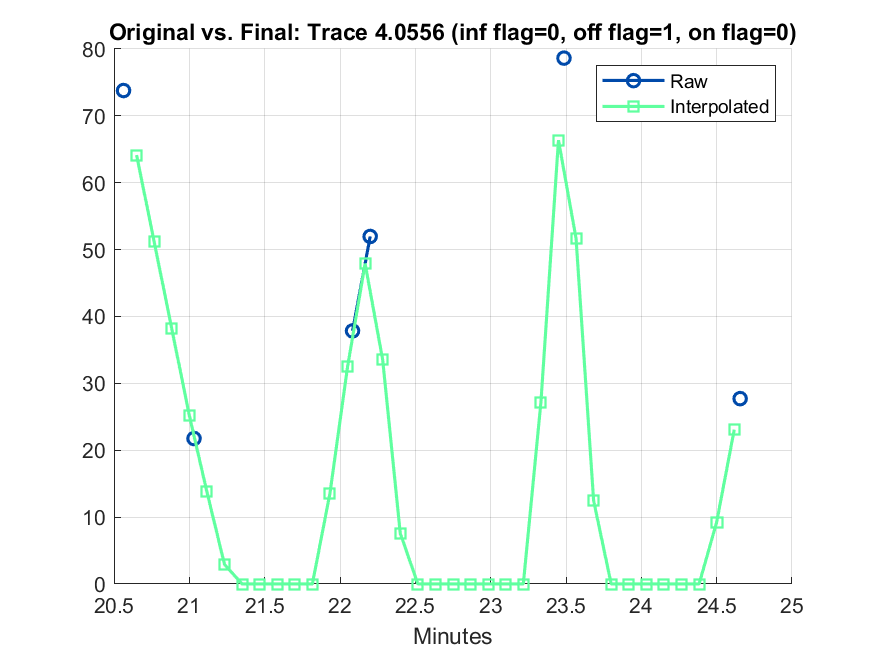 Original vs. Final: Trace 4.0556 (inf flag=0, off flag=1, on flag=0)
80
70
60
50
40
30
20
10
0
Raw
Interpolated
20.5 21 21.5 22 22.5 23 23.5 24 24.5 25
Minutes